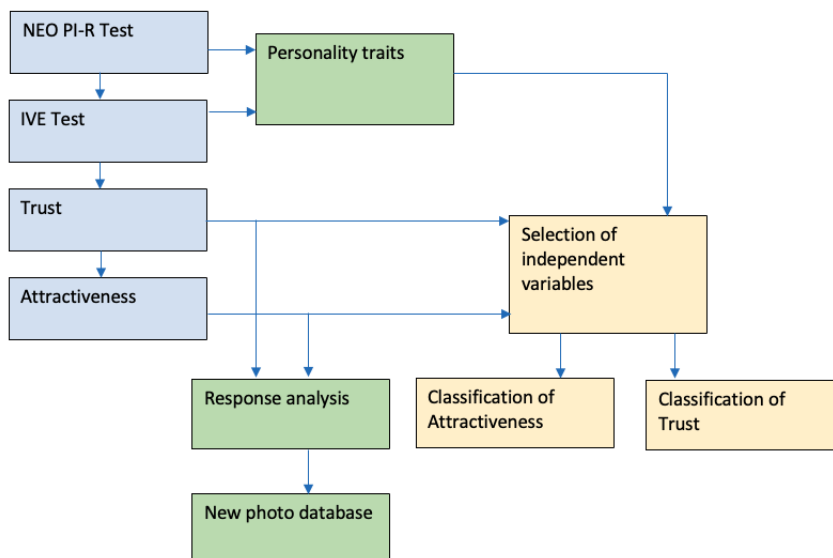 NEO PI-R Test
Personality traits
IVE Test
Trust
Selection of
independent
variables
Attractiveness
Response analysis
Classification of
Attractiveness
Classification of
Trust
New photo database